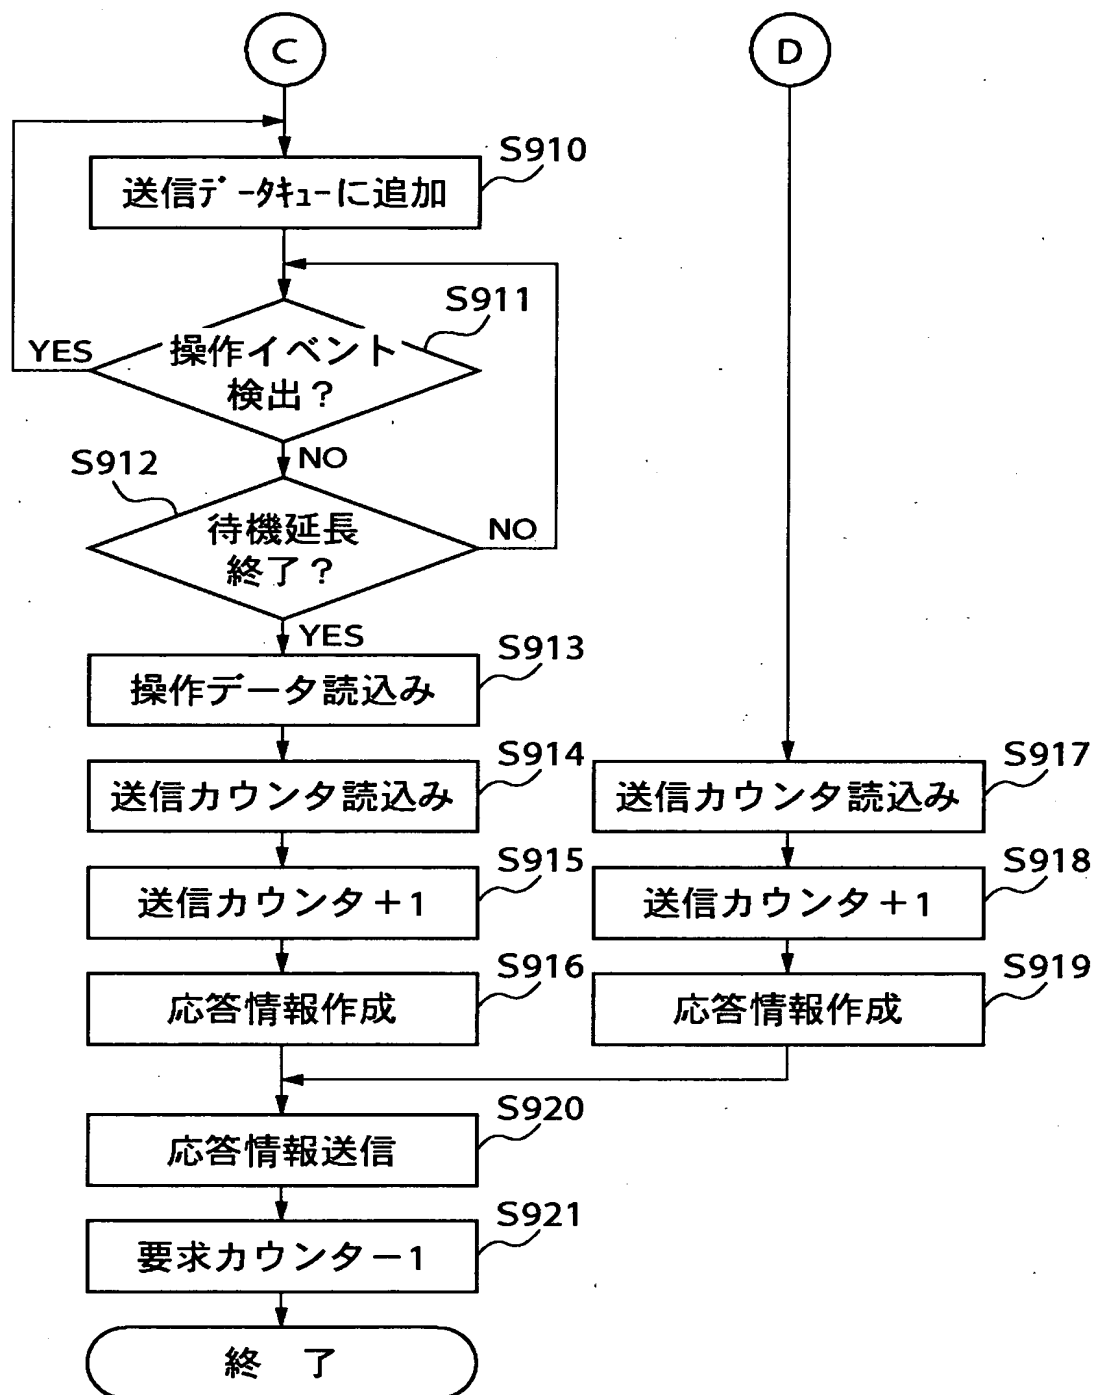 C
D
S910
送信データキューに追加
S911
操作イベント
検出？
YES
NO
S912
待機延長
終了？
NO
YES
S913
操作データ読込み
S914
送信カウンタ読込み
S917
送信カウンタ読込み
S915
送信カウンタ＋1
S918
送信カウンタ＋1
S916
応答情報作成
S919
応答情報作成
S920
応答情報送信
S921
要求カウンタ－1
終　了